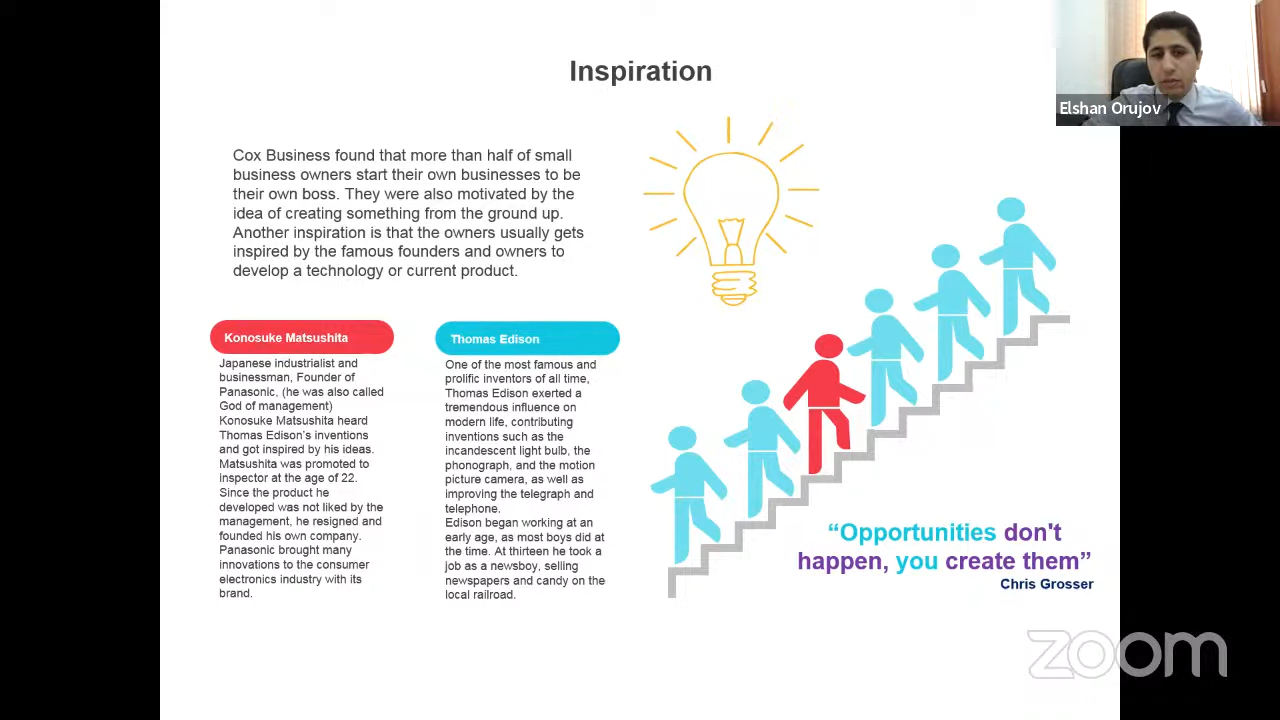 Inspiration
Elshan Orujov
Cox Business found that more than half of small
business owners start their own businesses to be
their own boss. They were also motivated by the
idea of creating something from the ground up.
Another inspiration is that the owners usually gets
inspired by the famous founders and owners to
develop a technology or current product.
Konosuke Matsushita
Japanese industrialist and
businessman, Founder of
Panasonic, (he was also called
God of management)
Konosuke Matsushita heard
Thomas Edison's inventions
and got inspired by his ideas.
Matsushita was promoted to
inspector at the age of 22.
Since the product he
developed was not liked by the
management, he resigned and
founded his own company.
Panasonic brought many
innovations to the consumer
electronics industry with its
brand.
Thomas Edison
One of the most famous and
prolific inventors of all time,
Thomas Edison exerted a
tremendous influence on
modern life, contributing
inventions such as the
incandescent light bulb, the
phonograph, and the motion
picture camera, as well as
improving the telegraph and
telephone.
Edison began working at an
early age, as most boys did at
the time. At thirteen he took a
job as a newsboy, selling
newspapers and candy on the
local railroad.
“Opportunities don't
happen, you create them”
Chris Grosser
zoom